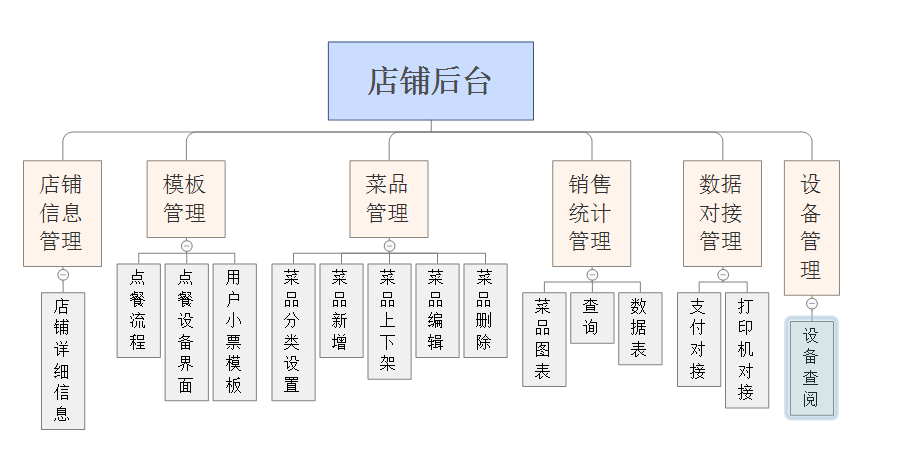 店铺后台
店铺
信息
管理
模板
管理
菜品
管理
销售
统计
管理
数据
对接
管理
设
备
管
理
店铺详细信息
点餐流程
点餐设备界面
用户小票模板
菜品分类设置
菜品新增
菜品上下架
菜品编辑
菜品删除
菜品图表
查询
数据表
支付对接
打印机对接
设备查阅